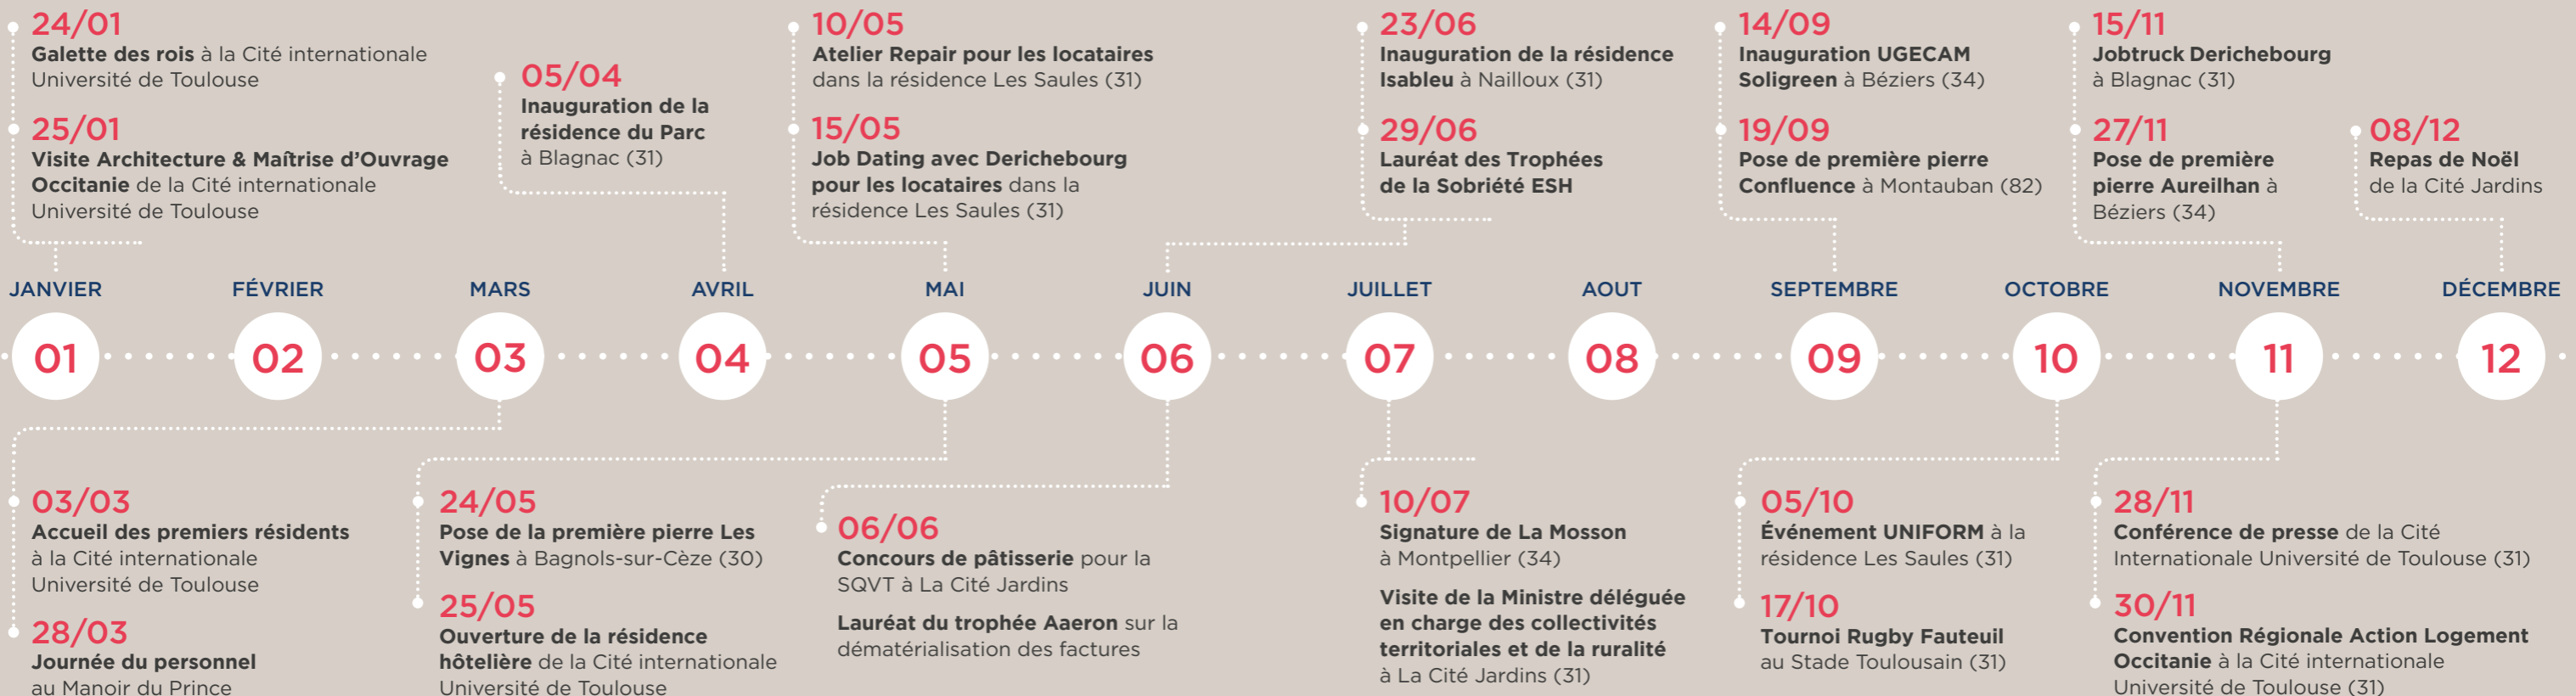 24/01
Galette des rois à la Cité internationale
Université de Toulouse
25/01
Visite Architecture & Maîtrise d’Ouvrage
Occitanie de la Cité internationale
Université de Toulouse
05/04
Inauguration de la
résidence du Parc
à Blagnac (31)
10/05
Atelier Repair pour les locataires
dans la résidence Les Saules (31)
15/05
Job Dating avec Derichebourg
pour les locataires dans la
résidence Les Saules (31)
23/06
Inauguration de la résidence
Isableu à Nailloux (31)
29/06
Lauréat des Trophées
de la Sobriété ESH
14/09
Inauguration UGECAM
Soligreen à Béziers (34)
19/09
Pose de première pierre
Confluence à Montauban (82)
15/11
Jobtruck Derichebourg
à Blagnac (31)
27/11
Pose de première
pierre Aureilhan à
Béziers (34)
08/12
Repas de Noël
de la Cité Jardins
JANVIER
FÉVRIER
MARS
AVRIL
MAI
JUIN
JUILLET
AOUT
SEPTEMBRE
OCTOBRE
NOVEMBRE
DÉCEMBRE
01
02
03
04
05
06
07
08
09
10
11
12
03/03
Accueil des premiers résidents
à la Cité internationale
Université de Toulouse
28/03
Journée du personnel
au Manoir du Prince
24/05
Pose de la première pierre Les
Vignes à Bagnols-sur-Cèze (30)
25/05
Ouverture de la résidence
hôtelière de la Cité internationale
Université de Toulouse
06/06
Concours de pâtisserie pour la
SQVT à La Cité Jardins
Lauréat du trophée Aaeron sur la
dématérialisation des factures
10/07
Signature de La Mosson
à Montpellier (34)
Visite de la Ministre déléguée
en charge des collectivités
territoriales et de la ruralité
à La Cité Jardins (31)
05/10
Événement UNIFORM à la
résidence Les Saules (31)
17/10
Tournoi Rugby Fauteuil
au Stade Toulousain (31)
28/11
Conférence de presse de la Cité
Internationale Université de Toulouse (31)
30/11
Convention Régionale Action Logement
Occitanie à la Cité internationale
Université de Toulouse (31)